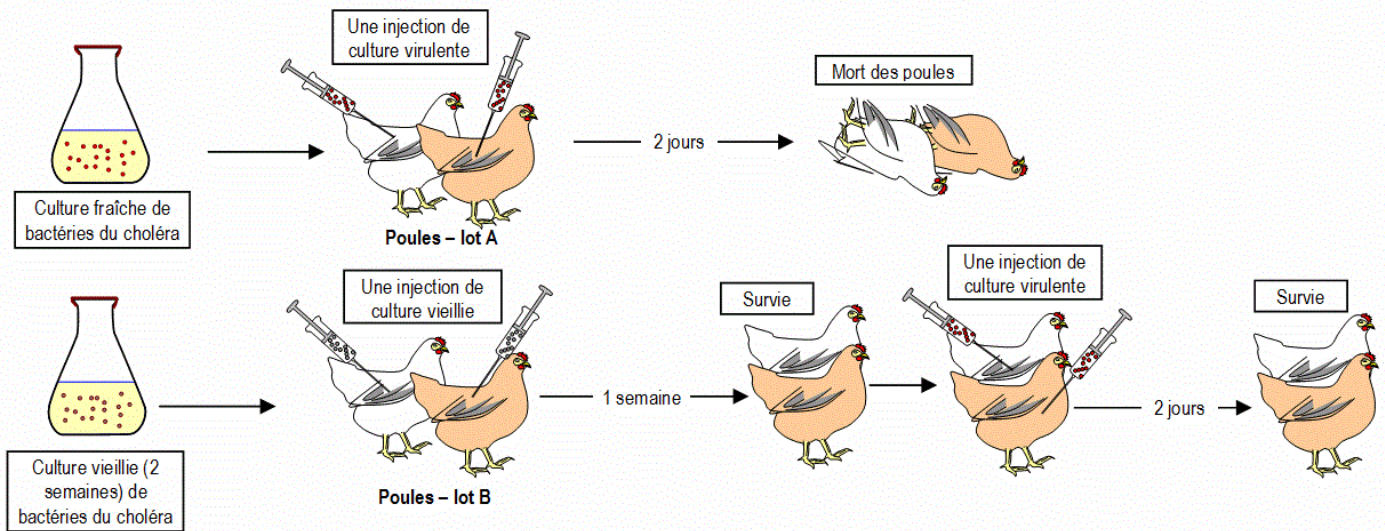 Une injection de
culture virulente
Mort des poules
2 jours
Culture fraîche de
bactéries du choléra
Poules – lot A
Une injection de
culture vieillie
Survie
Une injection de
culture virulente
Survie
1 semaine
2 jours
Culture vieillie (2
semaines) de
bactéries du choléra
Poules – lot B